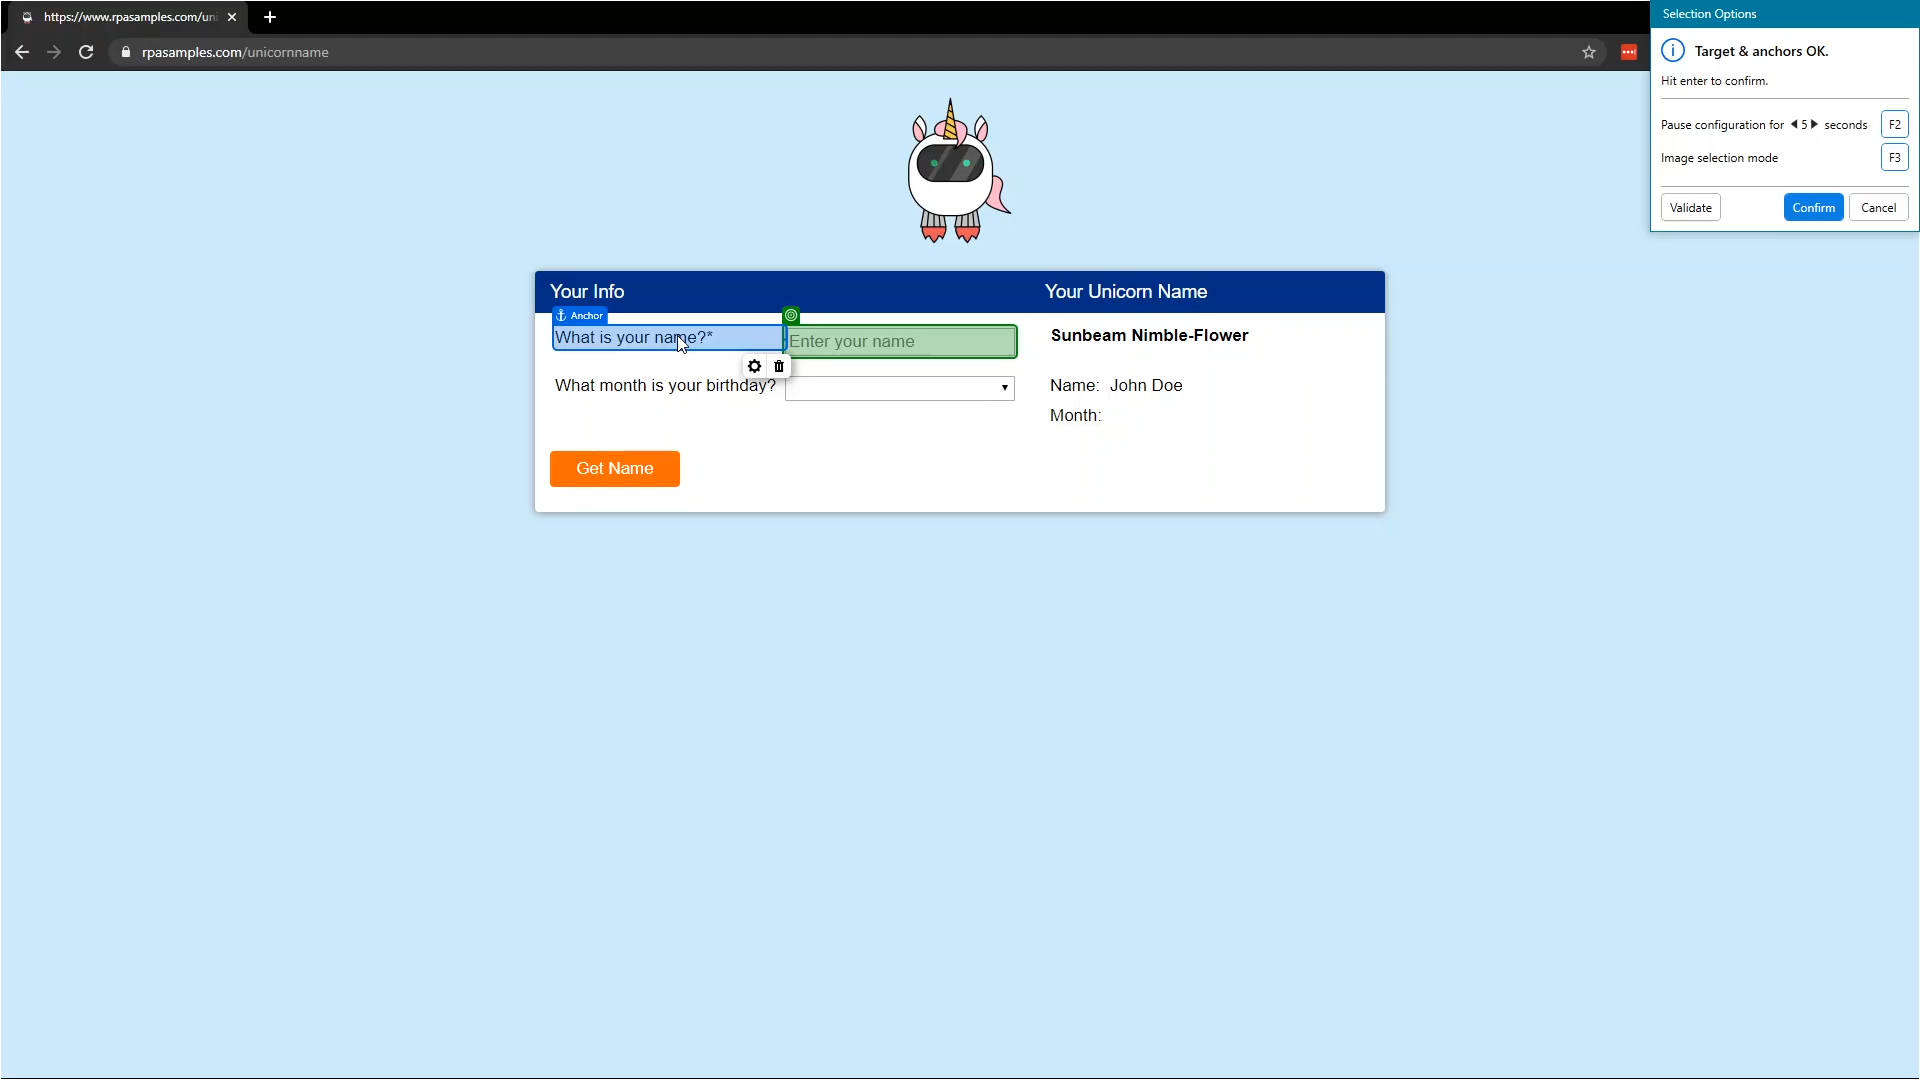 https://www.rpasamples.com/uni
rpasamples.com/unicornname
Selection Options
Target & anchors OK.
Hit enter to confirm.
Pause configuration for 5 seconds F2
Image selection mode F3
Validate Confirm Cancel
Your Info Your Unicorn Name
Anchor
What is your name?* Enter your name Sunbeam Nimble-Flower
What month is your birthday? Name: John Doe
Month:
Get Name